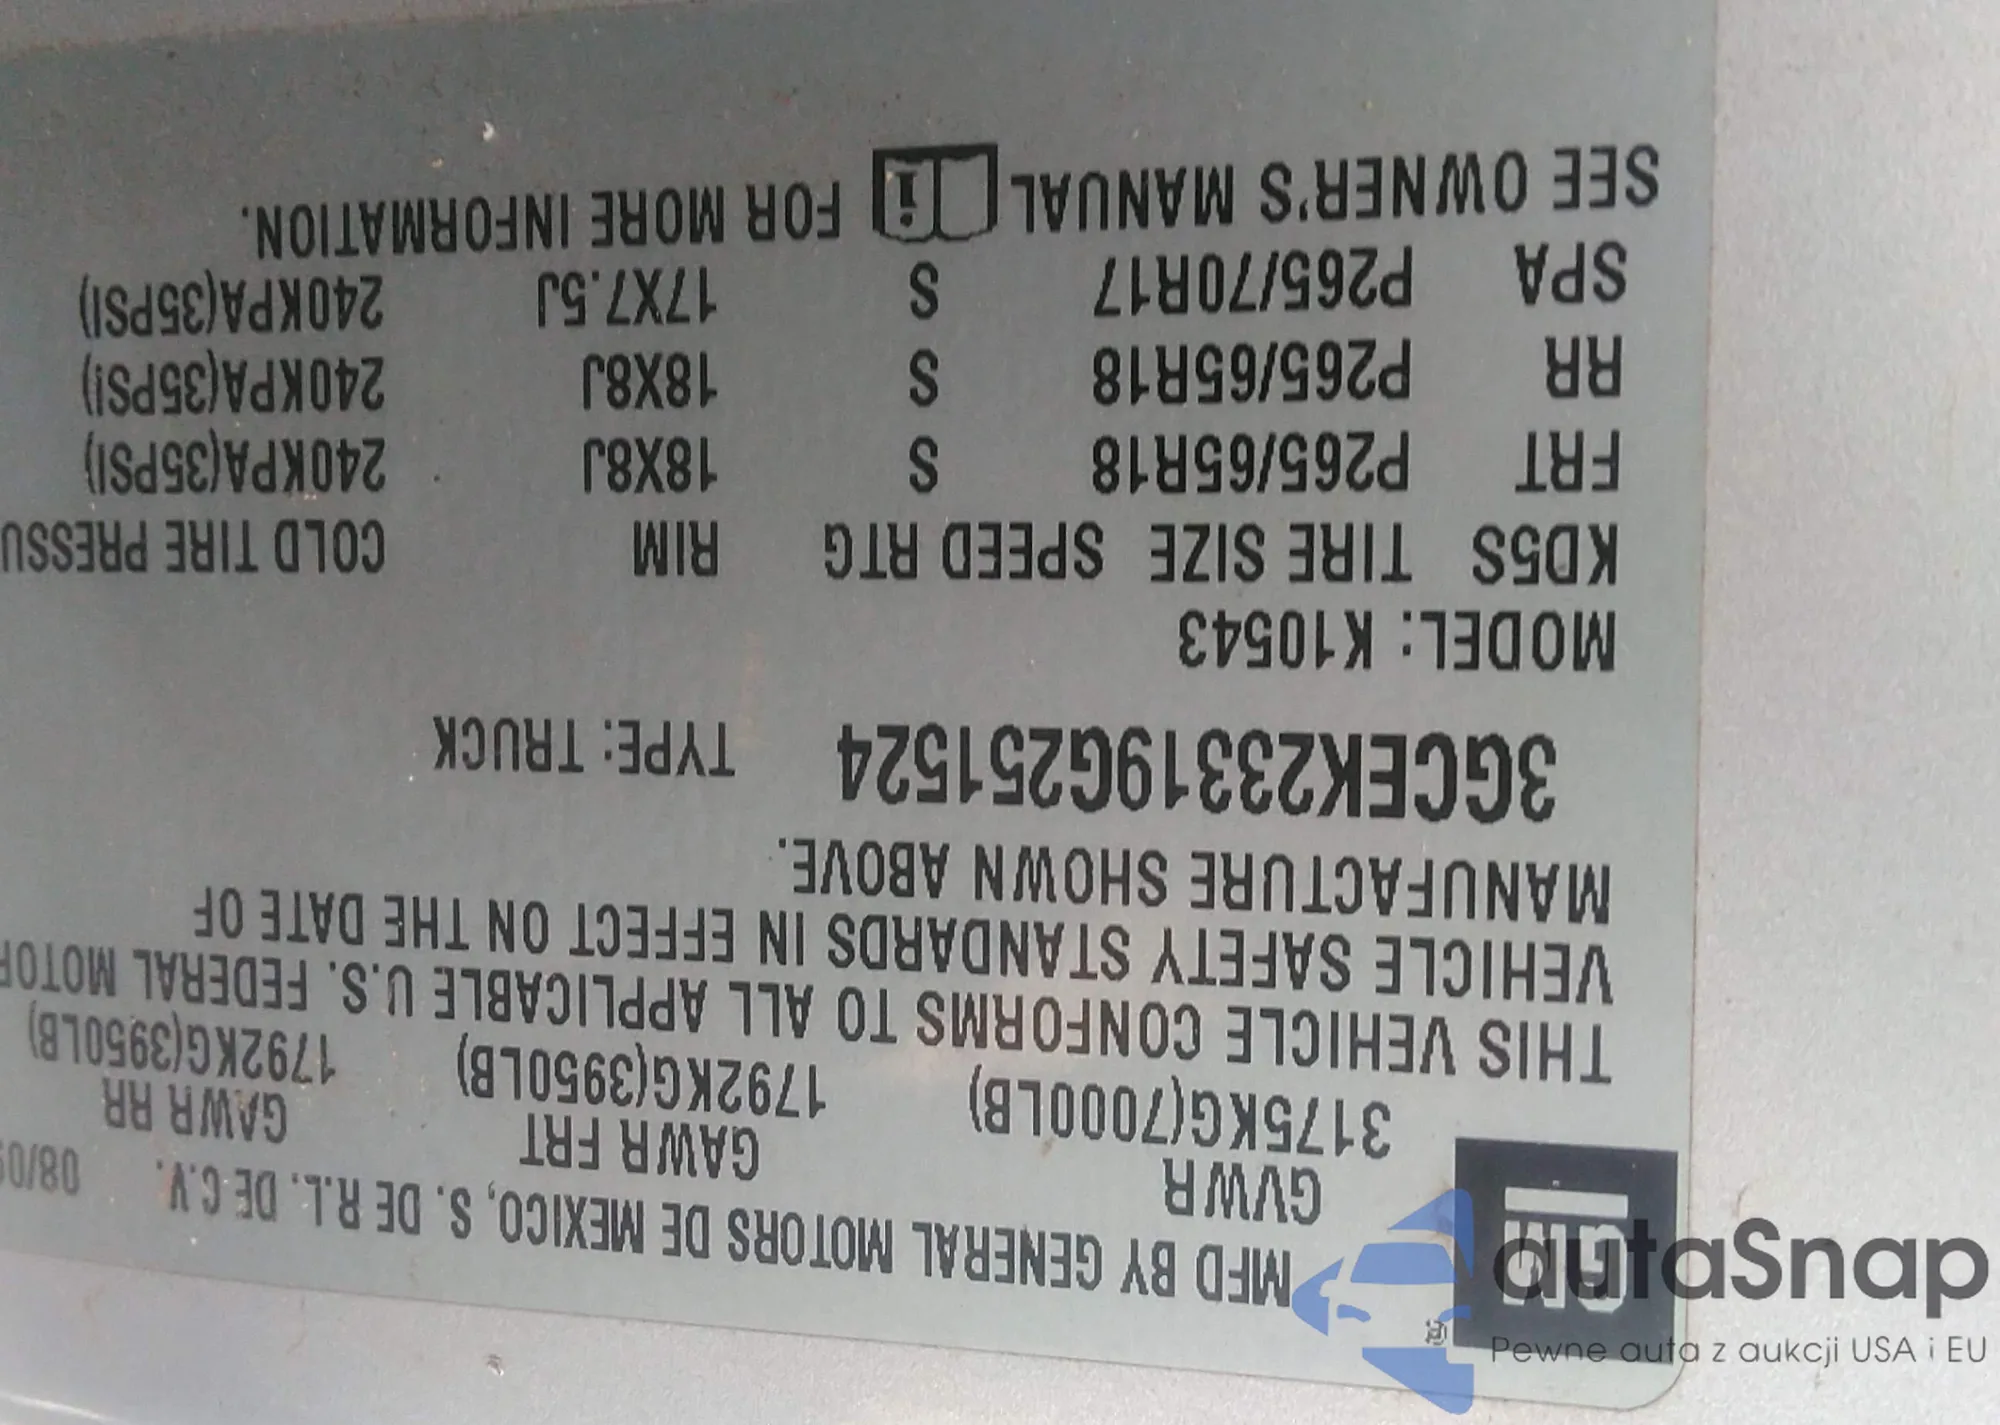 GM
MFD BY GENERAL MOTORS DE MEXICO, S. DE R.L. DE C.V. 08/0
GVWR GAWR FRT GAWR RR
3175KG(7000LB) 1792KG(3950LB) 1792KG(3950LB)
THIS VEHICLE CONFORMS TO ALL APPLICABLE U.S. FEDERAL MOTOR
VEHICLE SAFETY STANDARDS IN EFFECT ON THE DATE OF
MANUFACTURE SHOWN ABOVE.
3GCEK23319G251524 TYPE: TRUCK
MODEL: K10543
KD5S TIRE SIZE SPEED RTG RIM COLD TIRE PRESSU
FRT P265/65R18 S 18X8J 240KPA(35PSI)
RR P265/65R18 S 18X8J 240KPA(35PSI)
SPA P265/70R17 S 17X7.5J 240KPA(35PSI)
SEE OWNER'S MANUAL i FOR MORE INFORMATION.
autaSnap
Pewne auta z aukcji USA i EU